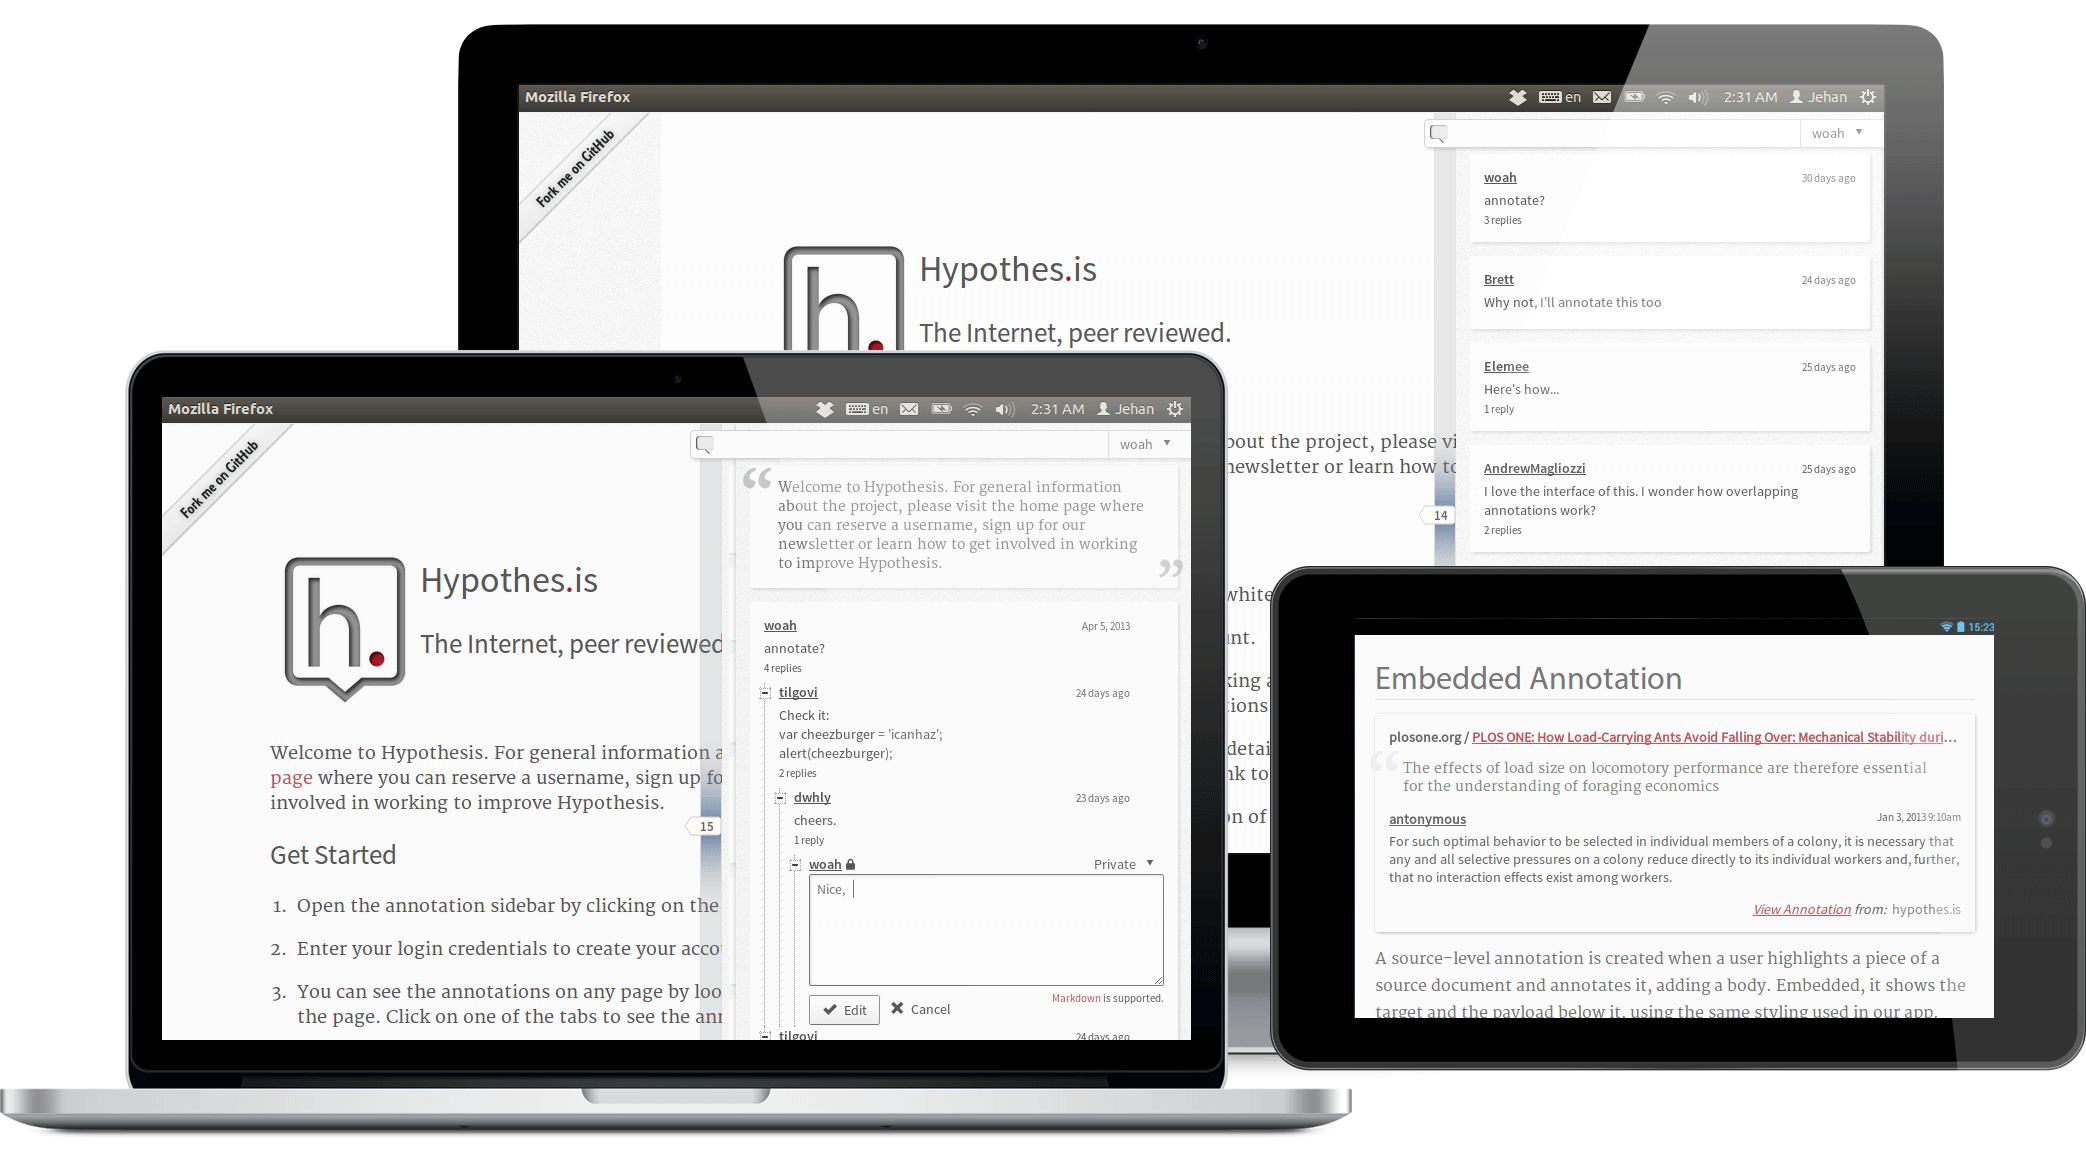 Mozilla Firefox
en
2:31 AM
Jehan
Fork me on GitHub
woah
h.
Hypothes.is
The Internet, peer reviewed.
woah
30 days ago
annotate?
3 replies
Brett
24 days ago
Why not, I'll annotate this too
Elemee
25 days ago
Here's how...
1 reply
AndrewMagliozzi
25 days ago
I love the interface of this. I wonder how overlapping
annotations work?
2 replies
14
bout the project, please vi
newsletter or learn how to
white
nt.
king a
tions
detai
nk to
on of
Mozilla Firefox
en
2:31 AM
Jehan
Fork me on GitHub
woah
h.
Hypothes.is
The Internet, peer reviewed
Welcome to Hypothesis. For general information a
page where you can reserve a username, sign up fo
involved in working to improve Hypothesis.
Get Started
1. Open the annotation sidebar by clicking on the
2. Enter your login credentials to create your acco
3. You can see the annotations on any page by loo
the page. Click on one of the tabs to see the ann
15
“
Welcome to Hypothesis. For general information
about the project, please visit the home page where
you can reserve a username, sign up for our
newsletter or learn how to get involved in working
to improve Hypothesis.
”
woah
Apr 5, 2013
annotate?
4 replies
tilgovi
24 days ago
Check it:
var cheezburger = 'icanhaz';
alert(cheezburger);
2 replies
dwhly
23 days ago
cheers.
1 reply
woah
Private
Nice,
Markdown is supported.
Edit
Cancel
tilgovi
24 days ago
15:23
Embedded Annotation
plosone.org / PLOS ONE: How Load-Carrying Ants Avoid Falling Over: Mechanical Stability duri...
“
The effects of load size on locomotory performance are therefore essential
for the understanding of foraging economics
antonymous
Jan 3, 2013 9:10am
For such optimal behavior to be selected in individual members of a colony, it is necessary that
any and all selective pressures on a colony reduce directly to its individual workers and, further,
that no interaction effects exist among workers.
View Annotation from: hypothes.is
A source-level annotation is created when a user highlights a piece of a
source document and annotates it, adding a body. Embedded, it shows the
target and the payload below it, using the same styling used in our app.